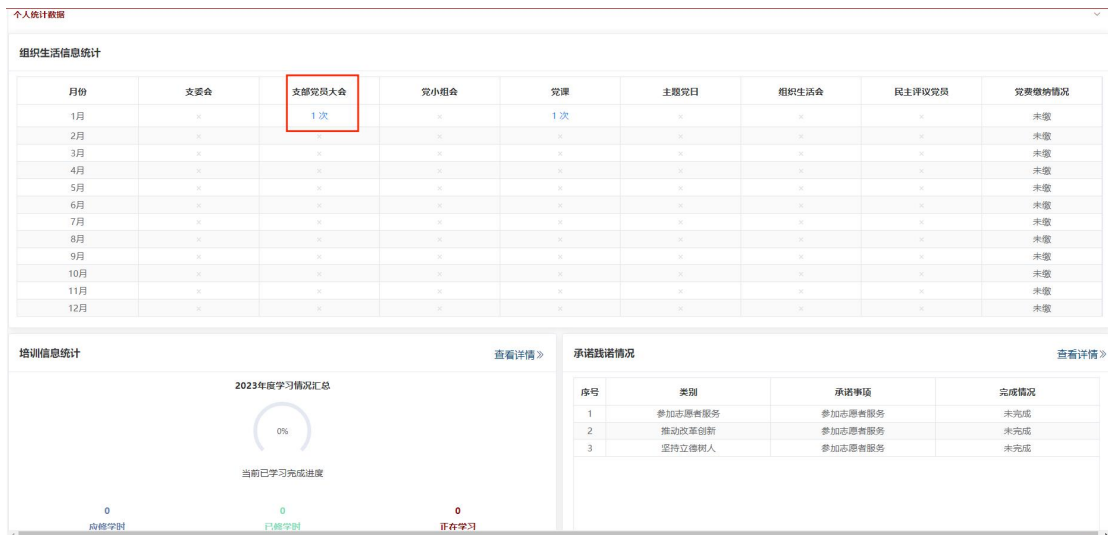 个人统计数据
组织生活信息统计
月份 支委会 支部党员大会 党小组会 党课 主题党日 组织生活会 民主评议党员 党费缴纳情况
1月 × 1 次 × 1 次 × × × 未缴
2月 × × × × × × × 未缴
3月 × × × × × × × 未缴
4月 × × × × × × × 未缴
5月 × × × × × × × 未缴
6月 × × × × × × × 未缴
7月 × × × × × × × 未缴
8月 × × × × × × × 未缴
9月 × × × × × × × 未缴
10月 × × × × × × × 未缴
11月 × × × × × × × 未缴
12月 × × × × × × × 未缴
培训信息统计 查看详情》
2023年度学习情况汇总
0%
当前已学习完成进度
0 0 0
应修学时 已修学时 正在学习
承诺践诺情况 查看详情》
序号 类别 承诺事项 完成情况
1 参加志愿者服务 参加志愿者服务 未完成
2 推动改革创新 参加志愿者服务 未完成
3 坚持立德树人 参加志愿者服务 未完成